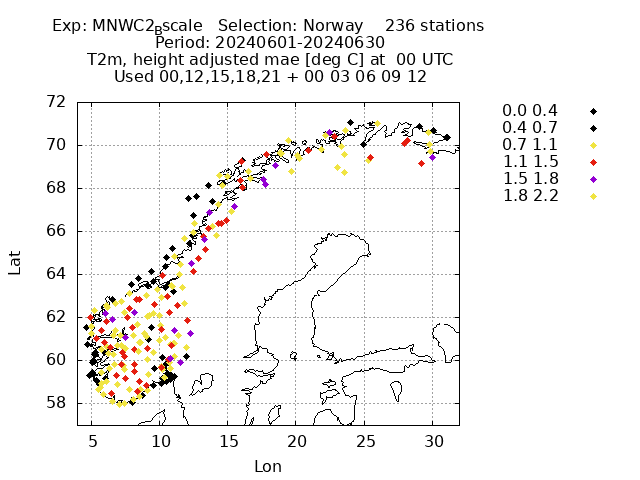 Exp: MNWC2Bscale   Selection: Norway    236 stations
Period: 20240601-20240630
T2m, height adjusted mae [deg C] at  00 UTC
Used 00,12,15,18,21 + 00 03 06 09 12
72
70
68
66
64
62
60
58
5 10 15 20 25 30
Lat
Lon
0.0 0.4
0.4 0.7
0.7 1.1
1.1 1.5
1.5 1.8
1.8 2.2